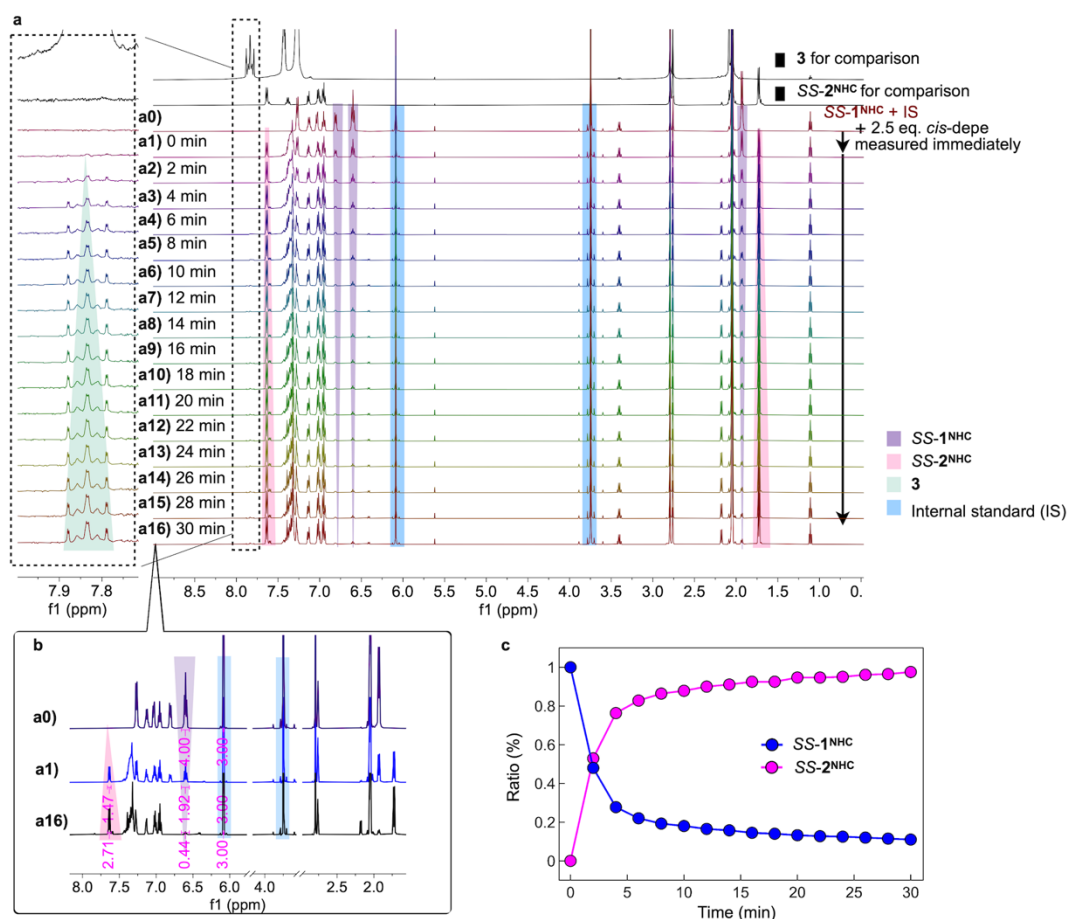 a
3 for comparison
SS-2NHC for comparison
SS-1NHC + IS
+ 2.5 eq. cis-depe
measured immediately
a0)
a1) 0 min
a2) 2 min
a3) 4 min
a4) 6 min
a5) 8 min
a6) 10 min
a7) 12 min
a8) 14 min
a9) 16 min
a10) 18 min
a11) 20 min
a12) 22 min
a13) 24 min
a14) 26 min
a15) 28 min
a16) 30 min
SS-1NHC
SS-2NHC
3
Internal standard (IS)
7.9 7.8
f1 (ppm)
8.5 8.0 7.5 7.0 6.5 6.0 5.5 5.0 4.5 4.0 3.5 3.0 2.5 2.0 1.5 1.0 0.
f1 (ppm)
b
a0)
4.00
3.00
a1)
1.47
1.92
3.00
a16)
2.71
0.44
3.00
8.0 7.5 7.0 6.5 6.0 4.0 2.5 2.0
f1 (ppm)
c
Ratio (%)
1
0.8
0.6
0.4
0.2
0
SS-1NHC
SS-2NHC
0 5 10 15 20 25 30
Time (min)